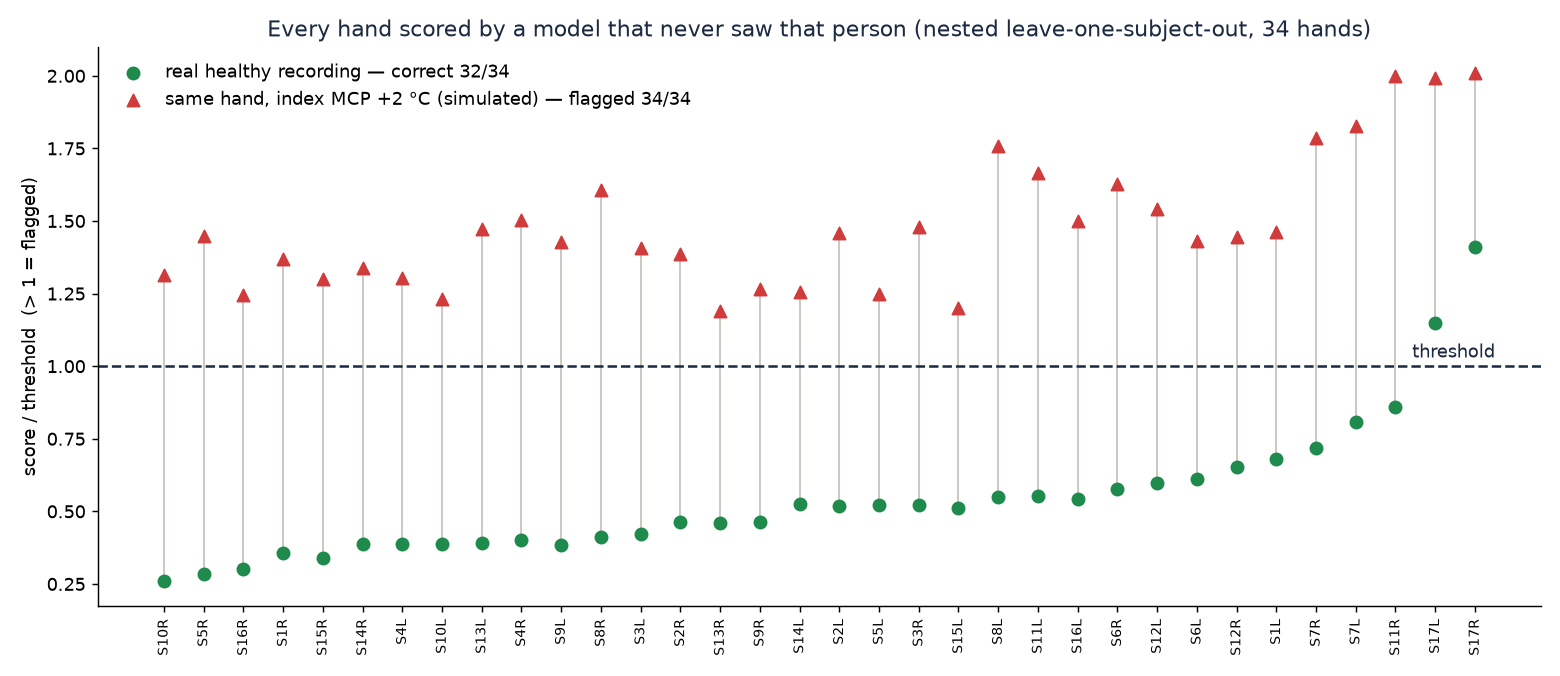 Every hand scored by a model that never saw that person (nested leave-one-subject-out, 34 hands)
real healthy recording — correct 32/34
same hand, index MCP +2 °C (simulated) — flagged 34/34
score / threshold (> 1 = flagged)
2.00
1.75
1.50
1.25
1.00
0.75
0.50
0.25
threshold
S10R
S5R
S16R
S1R
S15R
S14R
S4L
S10L
S13L
S4R
S9L
S8R
S3L
S2R
S13R
S9R
S14L
S2L
S5L
S3R
S15L
S8L
S11L
S16L
S6R
S12L
S6L
S12R
S1L
S7R
S7L
S11R
S17L
S17R